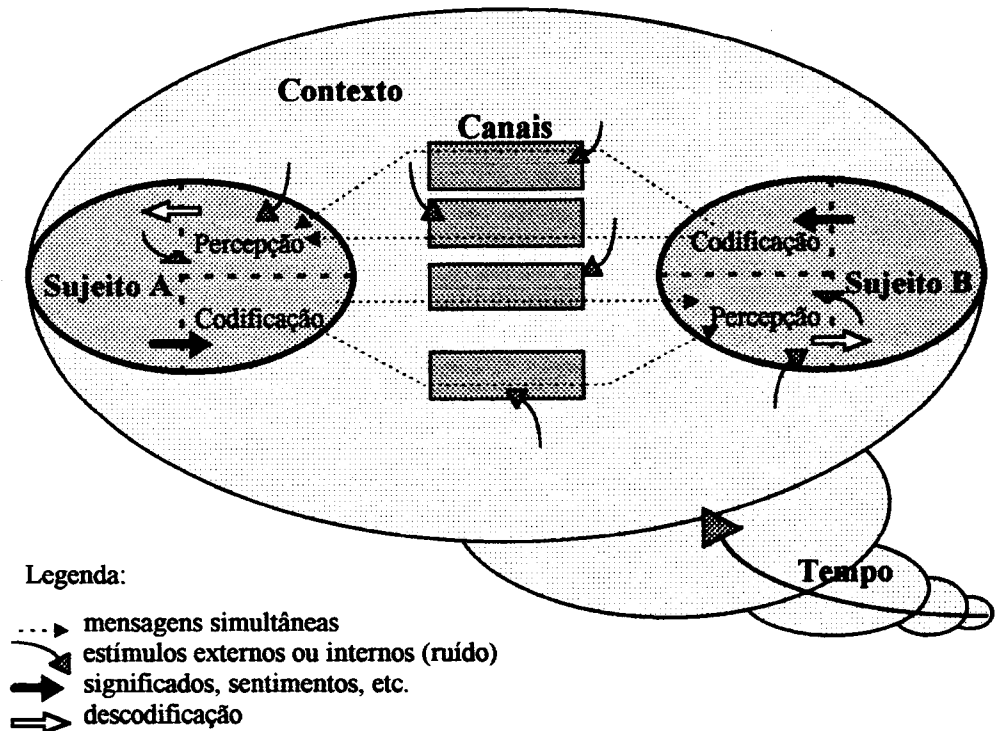 Contexto
Canais
Percepção
Codificação
Sujeito A
Sujeito B
Codificação
Percepção
Tempo
Legenda:
mensagens simultâneas
estímulos externos ou internos (ruído)
significados, sentimentos, etc.
descodificação